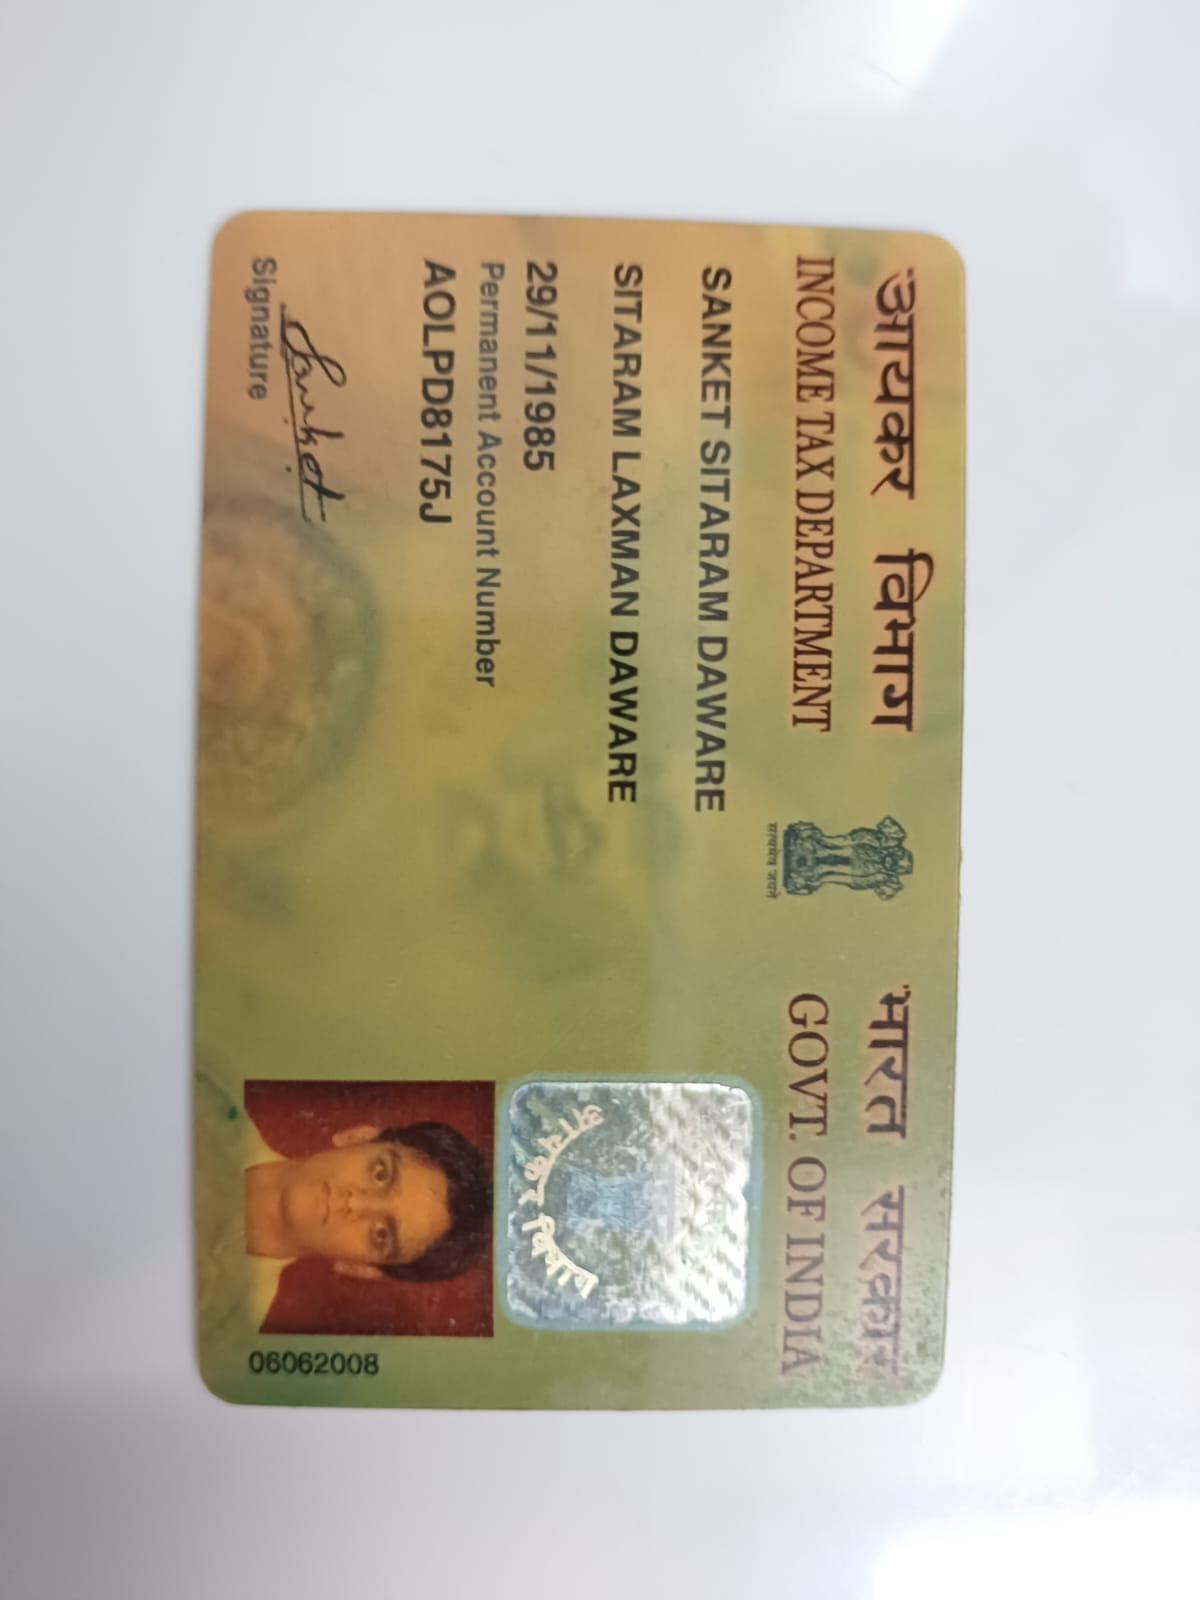 आयकर विभाग
INCOME TAX DEPARTMENT
सत्यमेव जयते
भारत सरकार
GOVT. OF INDIA
SANKET SITARAM DAWARE
SITARAM LAXMAN DAWARE
29/11/1985
Permanent Account Number
AOLPD8175J
Sanket
Signature
आयकर विभाग
06062008